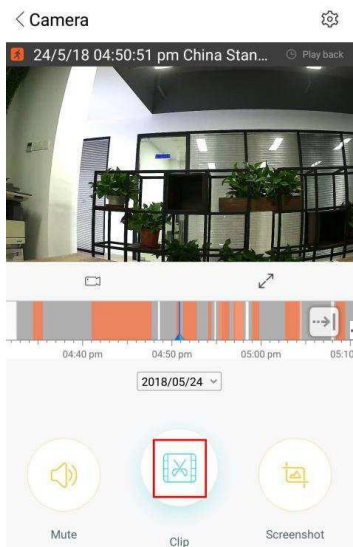 Camera
24/5/18 04:50:51 pm China Stan...
Play back
04:40 pm 04:50 pm 05:00 pm 05:10
2018/05/24
Mute
Clip
Screenshot